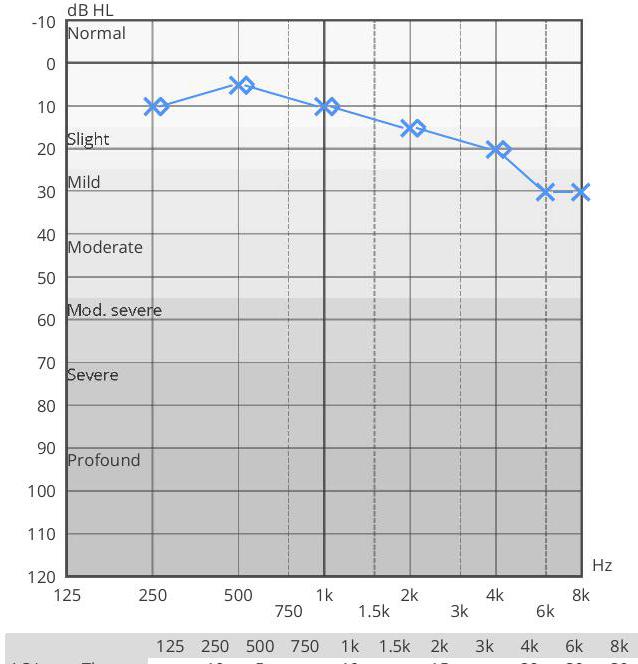 dB HL
-10
Normal
0
10
Slight
20
Mild
30
40
Moderate
50
Mod. severe
60
70
Severe
80
90
Profound
100
110
120
Hz
125 250 500 1k 2k 4k 8k
750 1.5k 3k 6k
125 250 500 750 1k 1.5k 2k 3k 4k 6k 8k